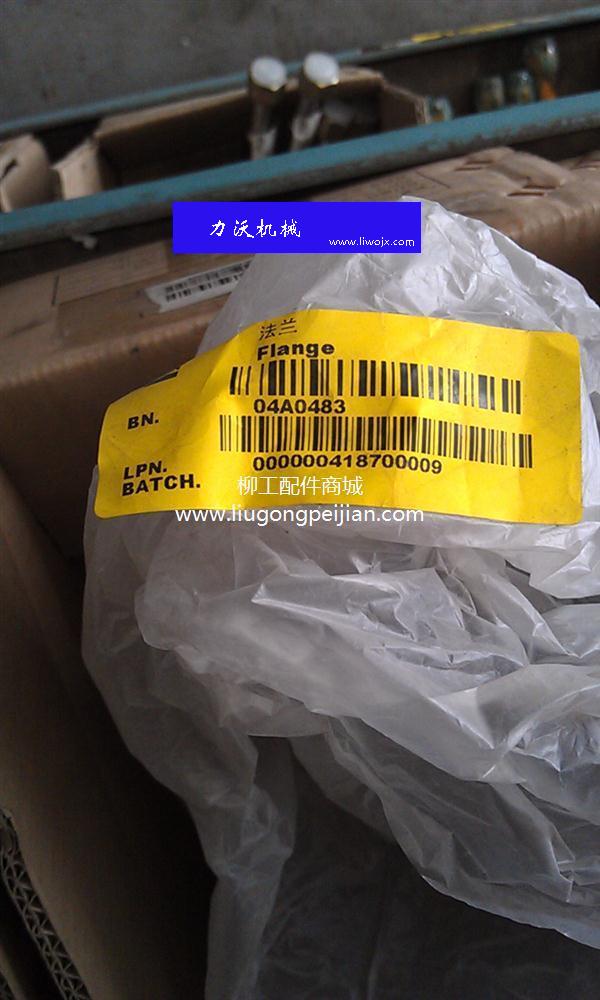 力沃机械
www.liwojx.com
法兰
Flange
BN.
04A0483
LPN.
BATCH.
000000418700009
柳工配件商城
www.liugongpeijian.com